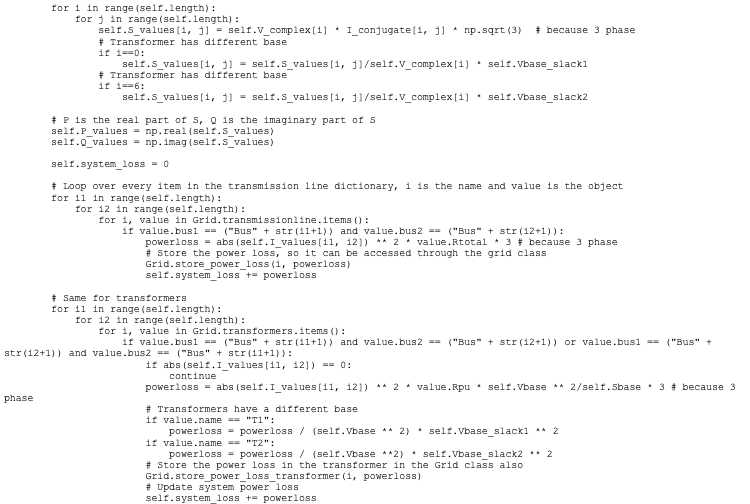 for i in range(self.length):
for j in range(self.length):
self.S_values[i, j] = self.V_complex[i] * I_conjugate[i, j] * np.sqrt(3)  # because 3 phase
# Transformer has different base
if i==0:
self.S_values[i, j] = self.S_values[i, j]/self.V_complex[i] * self.Vbase_slack1
# Transformer has different base
if i==6:
self.S_values[i, j] = self.S_values[i, j]/self.V_complex[i] * self.Vbase_slack2
# P is the real part of S, Q is the imaginary part of S
self.P_values = np.real(self.S_values)
self.Q_values = np.imag(self.S_values)
self.system_loss = 0
# Loop over every item in the transmission line dictionary, i is the name and value is the object
for i1 in range(self.length):
for i2 in range(self.length):
for i, value in Grid.transmissionline.items():
if value.bus1 == ("Bus" + str(i1+1)) and value.bus2 == ("Bus" + str(i2+1)):
powerloss = abs(self.I_values[i1, i2]) ** 2 * value.Rtotal * 3 # because 3 phase
# Store the power loss, so it can be accessed through the grid class
Grid.store_power_loss(i, powerloss)
self.system_loss += powerloss
# Same for transformers
for i1 in range(self.length):
for i2 in range(self.length):
for i, value in Grid.transformers.items():
if value.bus1 == ("Bus" + str(i1+1)) and value.bus2 == ("Bus" + str(i2+1)) or value.bus1 == ("Bus" +
str(i2+1)) and value.bus2 == ("Bus" + str(i1+1)):
if abs(self.I_values[i1, i2]) == 0:
continue
powerloss = abs(self.I_values[i1, i2]) ** 2 * value.Rpu * self.Vbase ** 2/self.Sbase * 3 # because 3
phase
# Transformers have a different base
if value.name == "T1":
powerloss = powerloss / (self.Vbase ** 2) * self.Vbase_slack1 ** 2
if value.name == "T2":
powerloss = powerloss / (self.Vbase **2) * self.Vbase_slack2 ** 2
# Store the power loss in the transformer in the Grid class also
Grid.store_power_loss_transformer(i, powerloss)
# Update system power loss
self.system_loss += powerloss